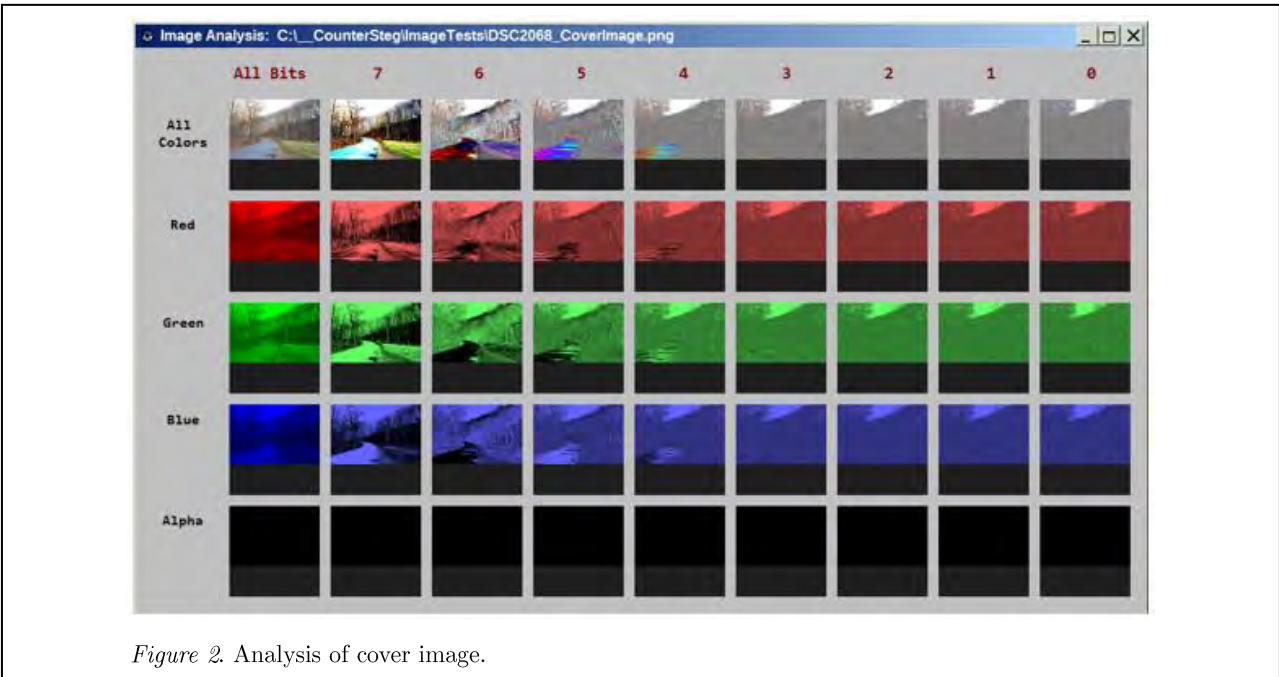 Image Analysis: C:\__CounterSteg\ImageTests\DSC2068_CoverImage.png
All Bits 7 6 5 4 3 2 1 0
All
Colors
Red
Green
Blue
Alpha
Figure 2. Analysis of cover image.